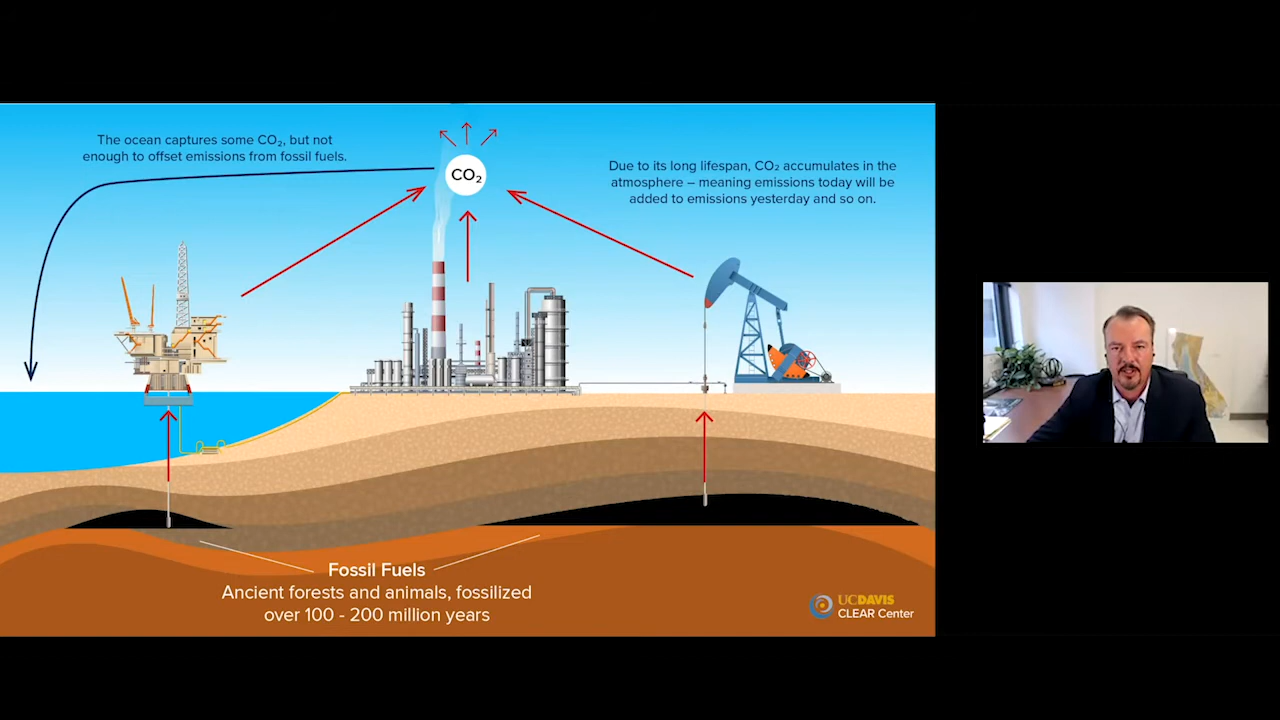 The ocean captures some CO₂, but not
enough to offset emissions from fossil fuels.
CO₂
Due to its long lifespan, CO₂ accumulates in the
atmosphere – meaning emissions today will be
added to emissions yesterday and so on.
Fossil Fuels
Ancient forests and animals, fossilized
over 100 - 200 million years
UCDAVIS
CLEAR Center